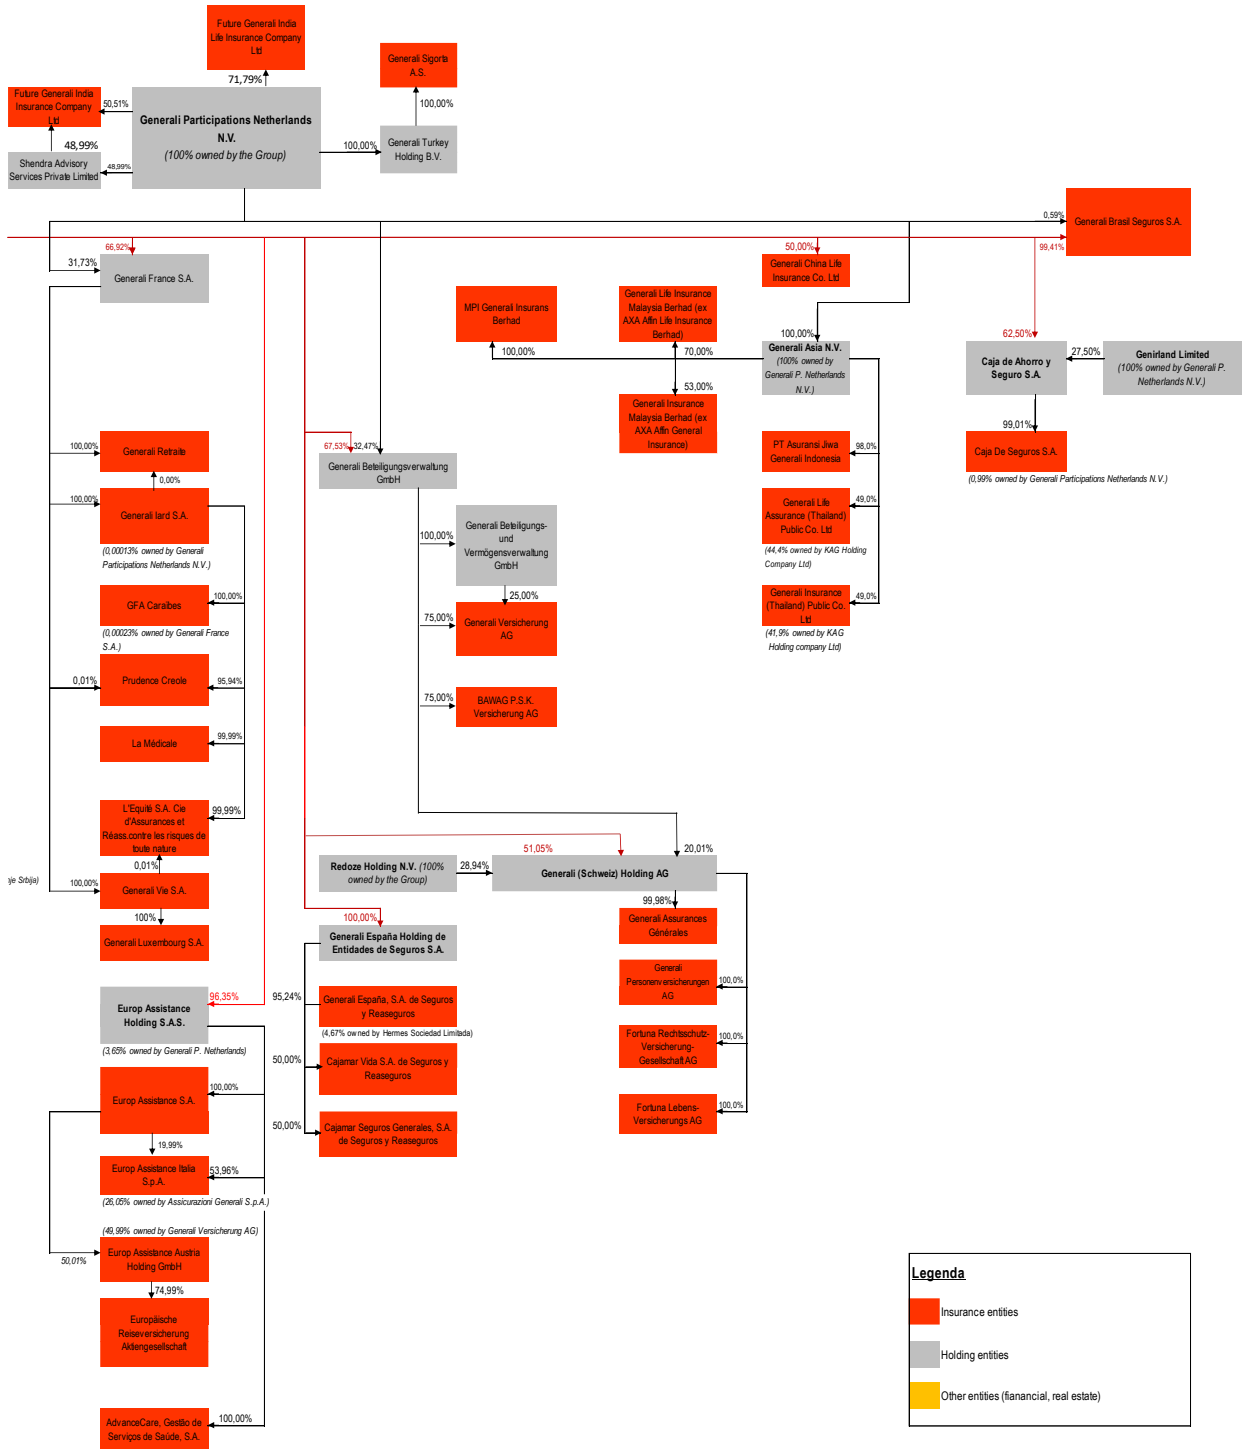 Future Generali India
Life Insurance Company
Ltd
71,79%
Generali Sigorta
A.S.
100,00%
Future Generali India
Insurance Company
Ltd
50,51%
Generali Participations Netherlands
N.V.
(100% owned by the Group)
100,00%
Generali Turkey
Holding B.V.
48,99%
Shendra Advisory
Services Private Limited
48,99%
0,59%
Generali Brasil Seguros S.A.
99,41%
66,92%
31,73%
Generali France S.A.
50,00%
Generali China Life
Insurance Co. Ltd
MPI Generali Insurans
Berhad
100,00%
Generali Life Insurance
Malaysia Berhad (ex
AXA Affin Life Insurance
Berhad)
70,00%
53,00%
Generali Insurance
Malaysia Berhad (ex
AXA Affin General
Insurance)
100,00%
Generali Asia N.V.
(100% owned by
Generali P. Netherlands
N.V.)
62,50%
Caja de Ahorro y
Seguro S.A.
27,50%
Genirland Limited
(100% owned by Generali P.
Netherlands N.V.)
99,01%
Caja De Seguros S.A.
(0,99% owned by Generali Participations Netherlands N.V.)
PT Asuransi Jiwa
Generali Indonesia
98,0%
Generali Life
Assurance (Thailand)
Public Co. Ltd
49,0%
(44,4% owned by KAG Holding
Company Ltd)
Generali Insurance
(Thailand) Public Co.
Ltd
49,0%
(41,9% owned by KAG
Holding company Ltd)
100,00%
Generali Retraite
0,00%
100,00%
Generali Iard S.A.
(0,00013% owned by Generali
Participations Netherlands N.V.)
GFA Caraibes
100,00%
(0,00023% owned by Generali France
S.A.)
0,01%
Prudence Creole
95,94%
La Médicale
99,99%
L'Equité S.A. Cie
d'Assurances et
Réass.contre les risques de
toute nature
99,99%
0,01%
oje Srbija)
100,00%
Generali Vie S.A.
100%
Generali Luxembourg S.A.
67,53%
32,47%
Generali Beteiligungsverwaltung
GmbH
100,00%
Generali Beteiligungs-
und
Vermögensverwaltung
GmbH
25,00%
75,00%
Generali Versicherung
AG
75,00%
BAWAG P.S.K.
Versicherung AG
51,05%
20,01%
Redoze Holding N.V. (100%
owned by the Group)
28,94%
Generali (Schweiz) Holding AG
99,98%
Generali Assurances
Générales
Generali
Personenversicherungen
AG
100,0%
Fortuna Rechtsschutz-
Versicherung-
Gesellschaft AG
100,0%
Fortuna Lebens-
Versicherungs AG
100,0%
100,00%
Generali España Holding de
Entidades de Seguros S.A.
95,24%
Generali España, S.A. de Seguros
y Reaseguros
(4,67% owned by Hermes Sociedad Limitada)
50,00%
Cajamar Vida S.A. de Seguros y
Reaseguros
50,00%
Cajamar Seguros Generales, S.A.
de Seguros y Reaseguros
96,35%
Europ Assistance
Holding S.A.S.
(3,65% owned by Generali P. Netherlands)
Europ Assistance S.A.
100,00%
19,99%
Europ Assistance Italia
S.p.A.
53,96%
(26,05% owned by Assicurazioni Generali S.p.A.)
(49,99% owned by Generali Versicherung AG)
50,01%
Europ Assistance Austria
Holding GmbH
74,99%
Europäische
Reiseversicherung
Aktiengesellschaft
AdvanceCare, Gestão de
Serviços de Saúde, S.A.
100,00%
Legenda
Insurance entities
Holding entities
Other entities (fianancial, real estate)